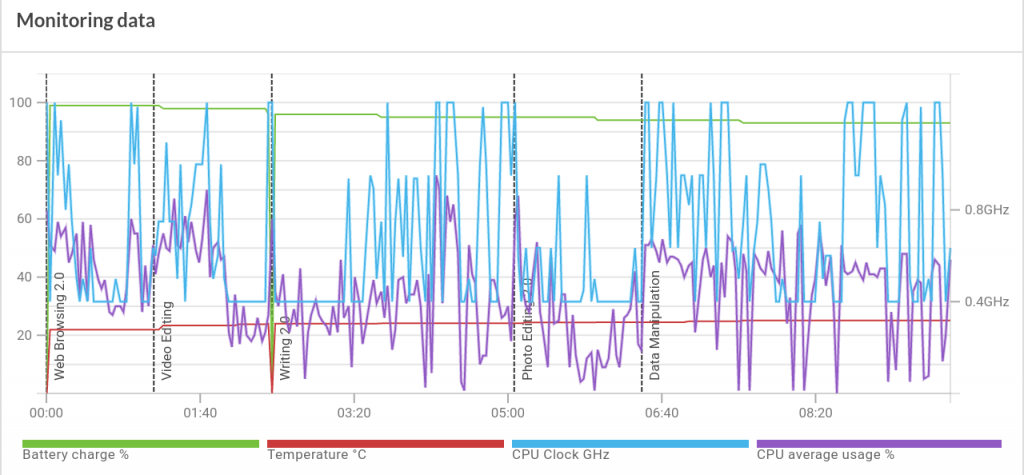 Monitoring data
100
80
60
40
20
0.8GHz
0.4GHz
Web Browsing 2.0
Video Editing
Writing 2.0
Photo Editing 2.0
Data Manipulation
00:00
01:40
03:20
05:00
06:40
08:20
Battery charge %
Temperature °C
CPU Clock GHz
CPU average usage %